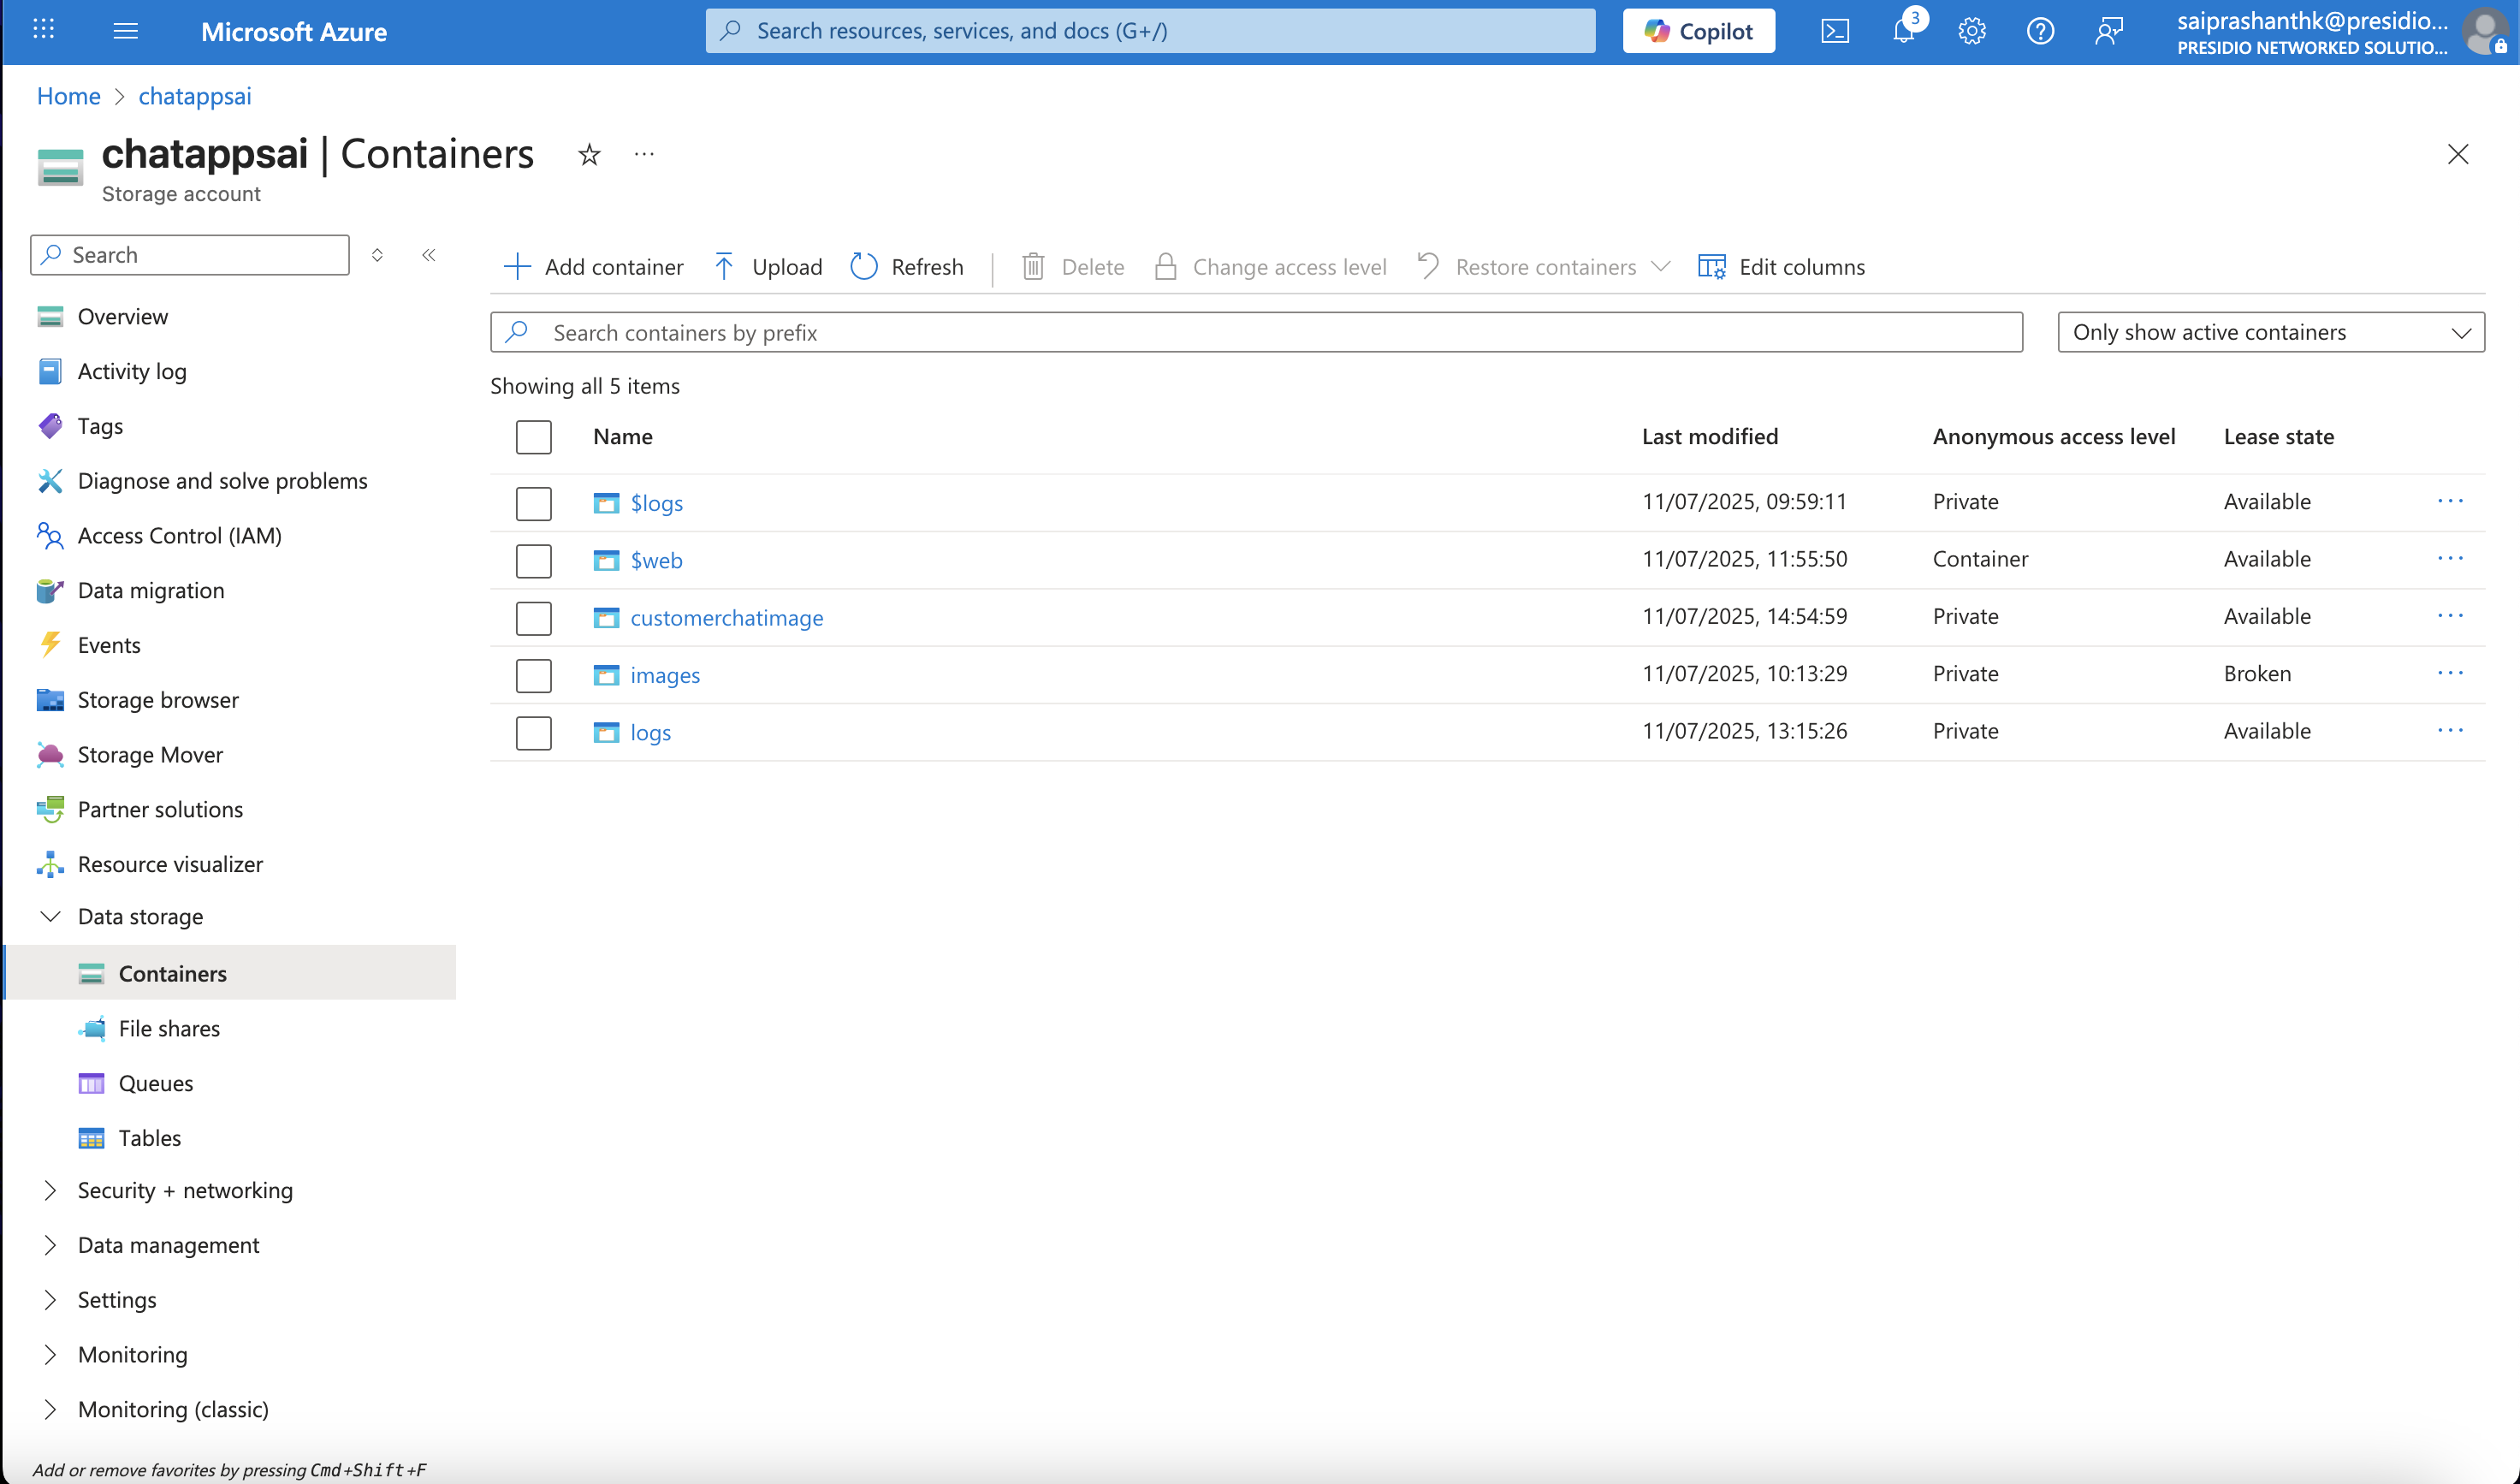 Microsoft Azure
Search resources, services, and docs (G+/)
Copilot
3
saiprashanthk@presidio...
PRESIDIO NETWORKED SOLUTIO...
Home > chatappsai
chatappsai | Containers
Storage account
Search
Add container
Upload
Refresh
Delete
Change access level
Restore containers
Edit columns
Search containers by prefix
Only show active containers
Showing all 5 items
Name Last modified Anonymous access level Lease state
$logs 11/07/2025, 09:59:11 Private Available
$web 11/07/2025, 11:55:50 Container Available
customerchatimage 11/07/2025, 14:54:59 Private Available
images 11/07/2025, 10:13:29 Private Broken
logs 11/07/2025, 13:15:26 Private Available
Overview
Activity log
Tags
Diagnose and solve problems
Access Control (IAM)
Data migration
Events
Storage browser
Storage Mover
Partner solutions
Resource visualizer
Data storage
Containers
File shares
Queues
Tables
Security + networking
Data management
Settings
Monitoring
Monitoring (classic)
Add or remove favorites by pressing Cmd+Shift+F